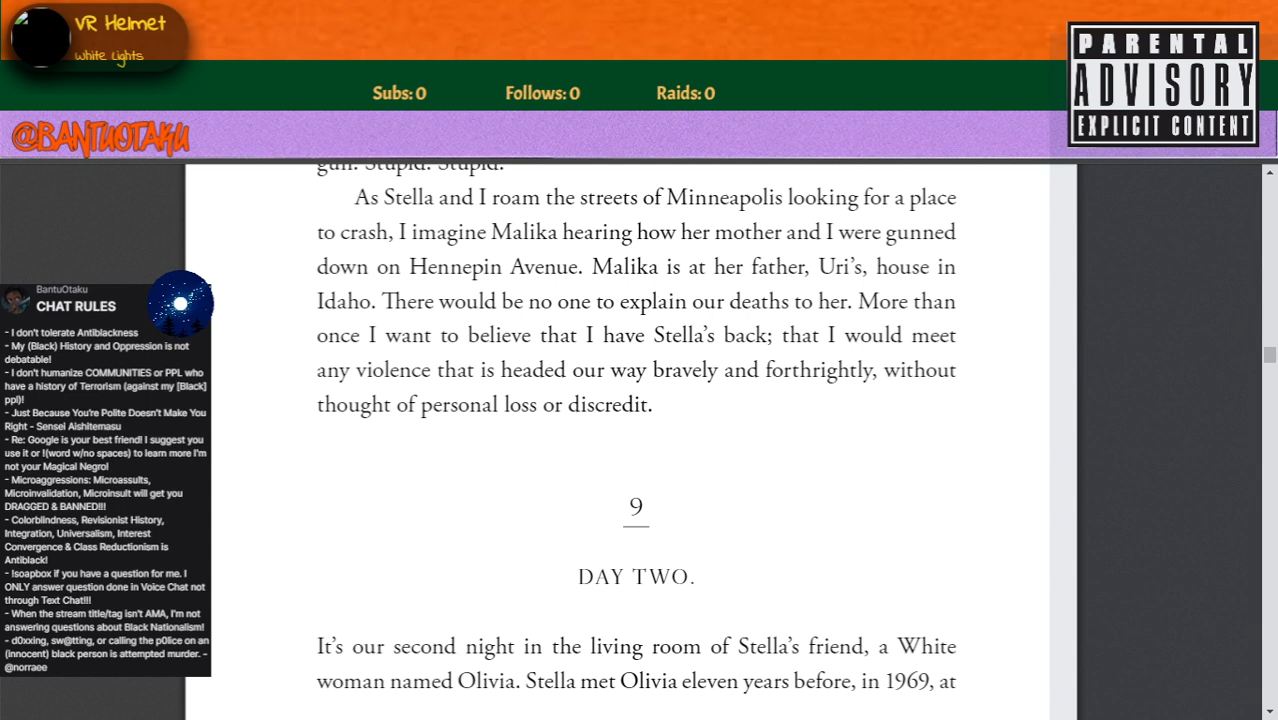 VR Helmet
White Lights
PARENTAL
ADVISORY
EXPLICIT CONTENT
Subs: 0
Follows: 0
Raids: 0
@BANTUOTAKU
gun. Stupid. Stupid.
As Stella and I roam the streets of Minneapolis looking for a place
to crash, I imagine Malika hearing how her mother and I were gunned
down on Hennepin Avenue. Malika is at her father, Uri’s, house in
Idaho. There would be no one to explain our deaths to her. More than
once I want to believe that I have Stella’s back; that I would meet
any violence that is headed our way bravely and forthrightly, without
thought of personal loss or discredit.
9
DAY TWO.
It’s our second night in the living room of Stella’s friend, a White
woman named Olivia. Stella met Olivia eleven years before, in 1969, at
BantuOtaku
CHAT RULES
- I don’t tolerate Antiblackness
- My (Black) History and Oppression is not
debatable!
- I don’t humanize COMMUNITIES or PPL who
have a history of Terrorism (against my [Black]
ppl)!
- Just Because You’re Polite Doesn’t Make You
Right - Sensei Aishitemasu
- Re: Google is your best friend! I suggest you
use it or !(word w/no spaces) to learn more I’m
not your Magical Negro!
- Microaggressions: Microassults,
Microinvalidation, Microinsult will get you
DRAGGED & BANNED!!!
- Colorblindness, Revisionist History,
Integration, Universalism, Interest
Convergence & Class Reductionism is
Antiblack!
- !soapbox if you have a question for me. I
ONLY answer question done in Voice Chat not
through Text Chat!!!
- When the stream title/tag isn’t AMA, I’m not
answering questions about Black Nationalism!
- d0xxing, sw@tting, or calling the p0lice on an
(innocent) black person is attempted murder. -
@norraee